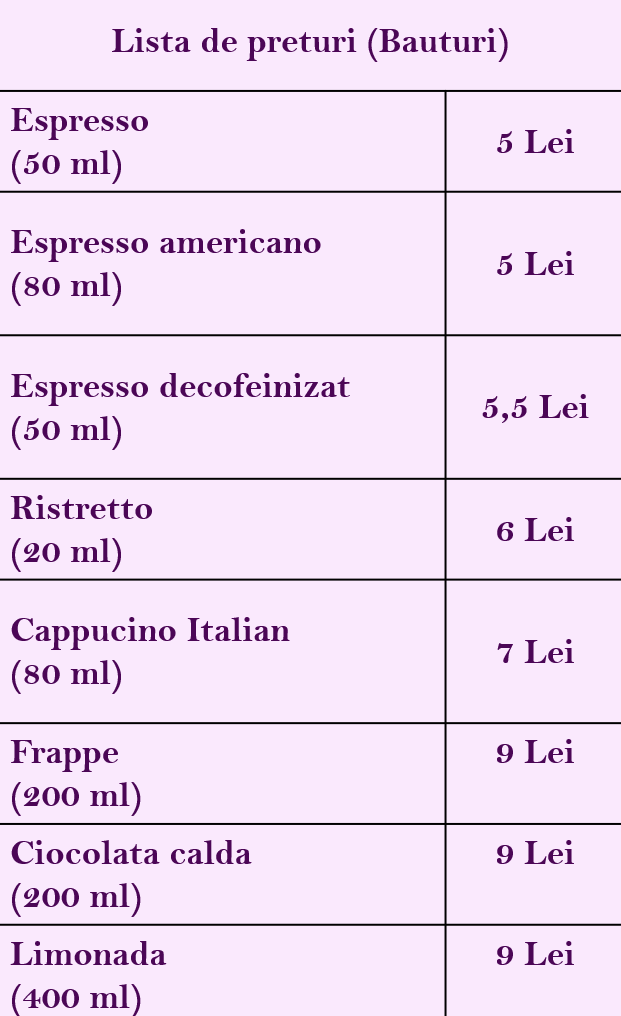 Lista de preturi (Bauturi)
Espresso
(50 ml)
5 Lei
Espresso americano
(80 ml)
5 Lei
Espresso decofeinizat
(50 ml)
5,5 Lei
Ristretto
(20 ml)
6 Lei
Cappucino Italian
(80 ml)
7 Lei
Frappe
(200 ml)
9 Lei
Ciocolata calda
(200 ml)
9 Lei
Limonada
(400 ml)
9 Lei